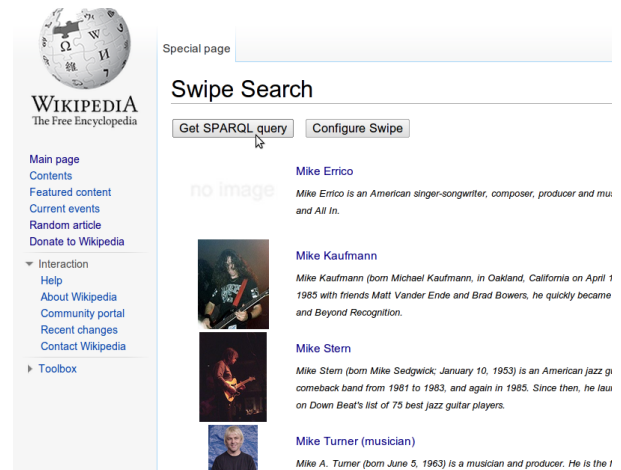 Ω W И 維 7
WIKIPEDIA
The Free Encyclopedia
Main page
Contents
Featured content
Current events
Random article
Donate to Wikipedia
Interaction
Help
About Wikipedia
Community portal
Recent changes
Contact Wikipedia
Toolbox
Special page
Swipe Search
Get SPARQL query Configure Swipe
no image
Mike Errico
Mike Errico is an American singer-songwriter, composer, producer and
and All In.
Mike Kaufmann
Mike Kaufmann (born Michael Kaufmann, in Oakland, California on April
1985 with friends Matt Vander Ende and Brad Bowers, he quickly became
and Beyond Recognition.
Mike Stern
Mike Stern (born Mike Sedgwick; January 10, 1953) is an American jazz
comeback band from 1981 to 1983, and again in 1985. Since then, he
on Down Beat's list of 75 best jazz guitar players.
Mike Turner (musician)
Mike A. Turner (born June 5, 1963) is a musician and producer. He is the